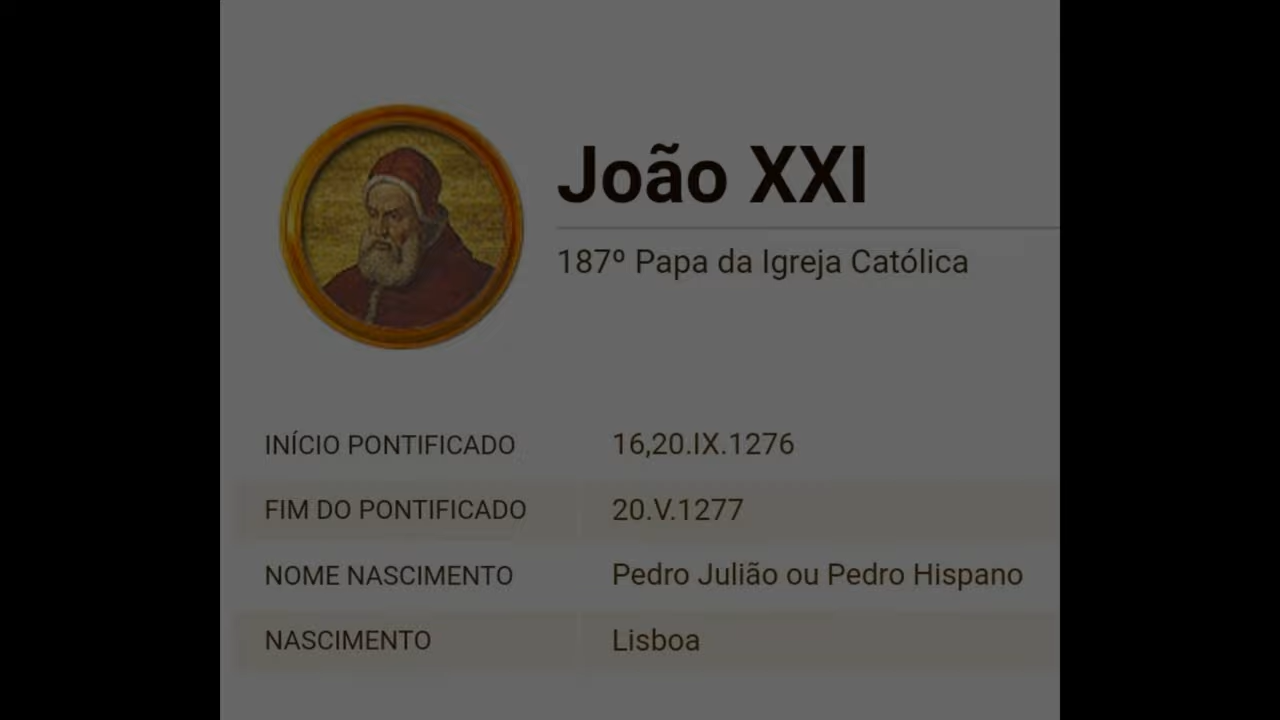 João XXI
187º Papa da Igreja Católica
INÍCIO PONTIFICADO 16,20.IX.1276
FIM DO PONTIFICADO 20.V.1277
NOME NASCIMENTO Pedro Julião ou Pedro Hispano
NASCIMENTO Lisboa